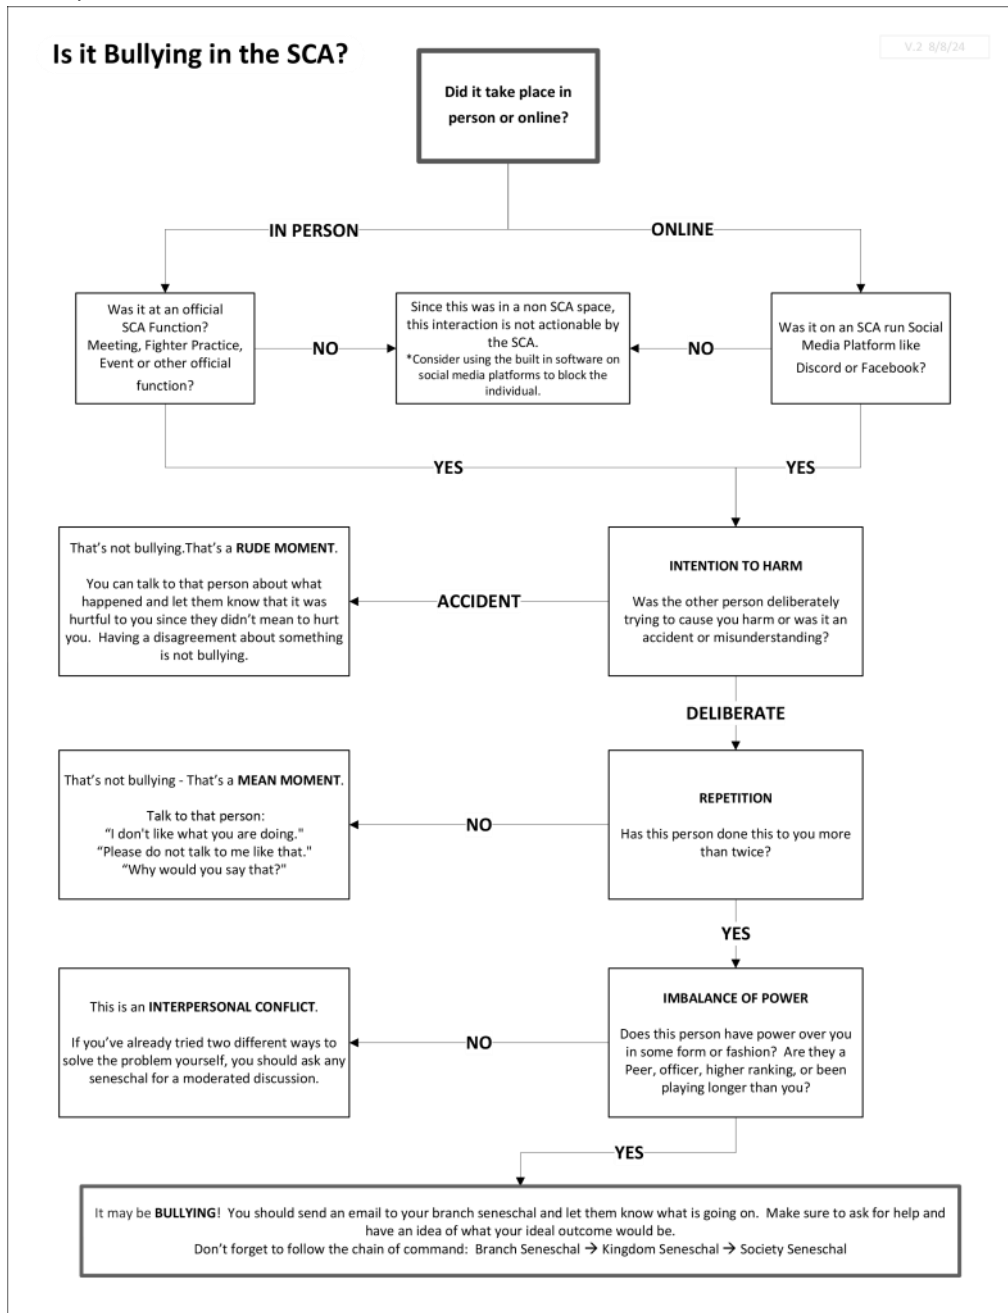 Is it Bullying in the SCA?
V.2 8/8/24
Did it take place in
person or online?
IN PERSON
ONLINE
Was it at an official
SCA Function?
Meeting, Fighter Practice,
Event or other official
function?
NO
Since this was in a non SCA space,
this interaction is not actionable by
the SCA.
*Consider using the built in software on
social media platforms to block the
individual.
NO
Was it on an SCA run Social
Media Platform like
Discord or Facebook?
YES
YES
That's not bullying.That's a RUDE MOMENT.
You can talk to that person about what
happened and let them know that it was
hurtful to you since they didn't mean to hurt
you.  Having a disagreement about something
is not bullying.
ACCIDENT
INTENTION TO HARM
Was the other person deliberately
trying to cause you harm or was it an
accident or misunderstanding?
DELIBERATE
That's not bullying - That's a MEAN MOMENT.
Talk to that person:
“I don't like what you are doing."
“Please do not talk to me like that."
“Why would you say that?"
NO
REPETITION
Has this person done this to you more
than twice?
YES
This is an INTERPERSONAL CONFLICT.
If you've already tried two different ways to
solve the problem yourself, you should ask any
seneschal for a moderated discussion.
NO
IMBALANCE OF POWER
Does this person have power over you
in some form or fashion?  Are they a
Peer, officer, higher ranking, or been
playing longer than you?
YES
It may be BULLYING!  You should send an email to your branch seneschal and let them know what is going on.  Make sure to ask for help and
have an idea of what your ideal outcome would be.
Don't forget to follow the chain of command:  Branch Seneschal → Kingdom Seneschal → Society Seneschal